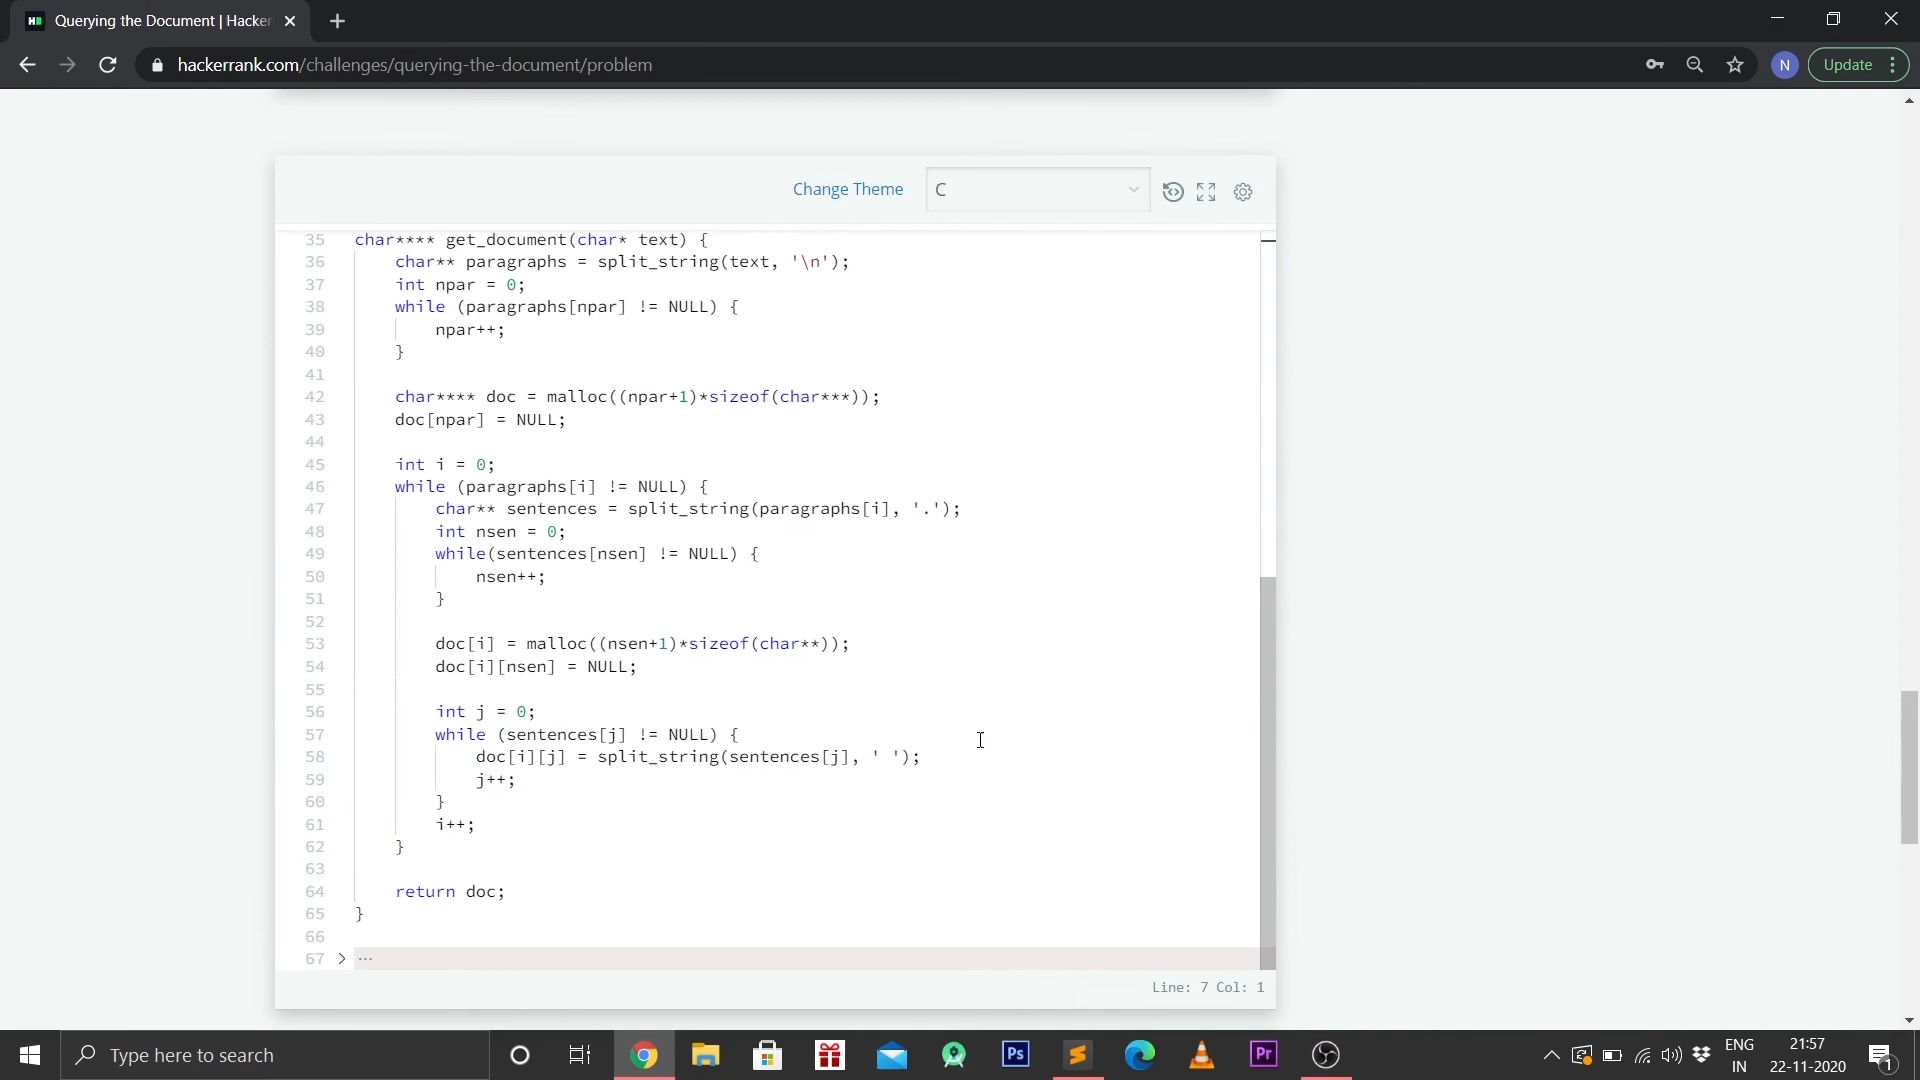 Querying the Document | Hacker
hackerrank.com/challenges/querying-the-document/problem
N
Update
Change Theme
C
35 char**** get_document(char* text) {
36 char** paragraphs = split_string(text, '\n');
37 int npar = 0;
38 while (paragraphs[npar] != NULL) {
39 npar++;
40 }
41
42 char**** doc = malloc((npar+1)*sizeof(char***));
43 doc[npar] = NULL;
44
45 int i = 0;
46 while (paragraphs[i] != NULL) {
47 char** sentences = split_string(paragraphs[i], '.');
48 int nsen = 0;
49 while(sentences[nsen] != NULL) {
50 nsen++;
51 }
52
53 doc[i] = malloc((nsen+1)*sizeof(char**));
54 doc[i][nsen] = NULL;
55
56 int j = 0;
57 while (sentences[j] != NULL) {
58 doc[i][j] = split_string(sentences[j], ' ');
59 j++;
60 }
61 i++;
62 }
63
64 return doc;
65 }
66
67 > ...
Line: 7 Col: 1
Type here to search
Ps
Pr
ENG
IN
21:57
22-11-2020
1